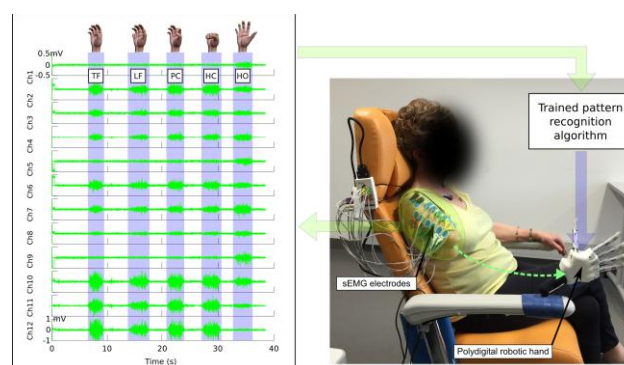 0.5mV
-0.5
TF LF PC HC HO
Ch1
Ch2
Ch3
Ch4
Ch5
Ch6
Ch7
Ch8
Ch9
Ch10
Ch11
Ch12
1 mV
0
-1
0 10 20 30 40
Time (s)
Trained pattern
recognition
algorithm
sEMG electrodes
Polydigital robotic hand